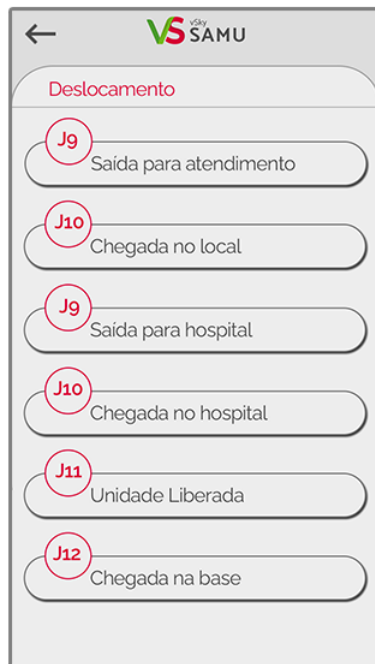 VS vSky
SAMU
Deslocamento
J9
Saída para atendimento
J10
Chegada no local
J9
Saída para hospital
J10
Chegada no hospital
J11
Unidade Liberada
J12
Chegada na base